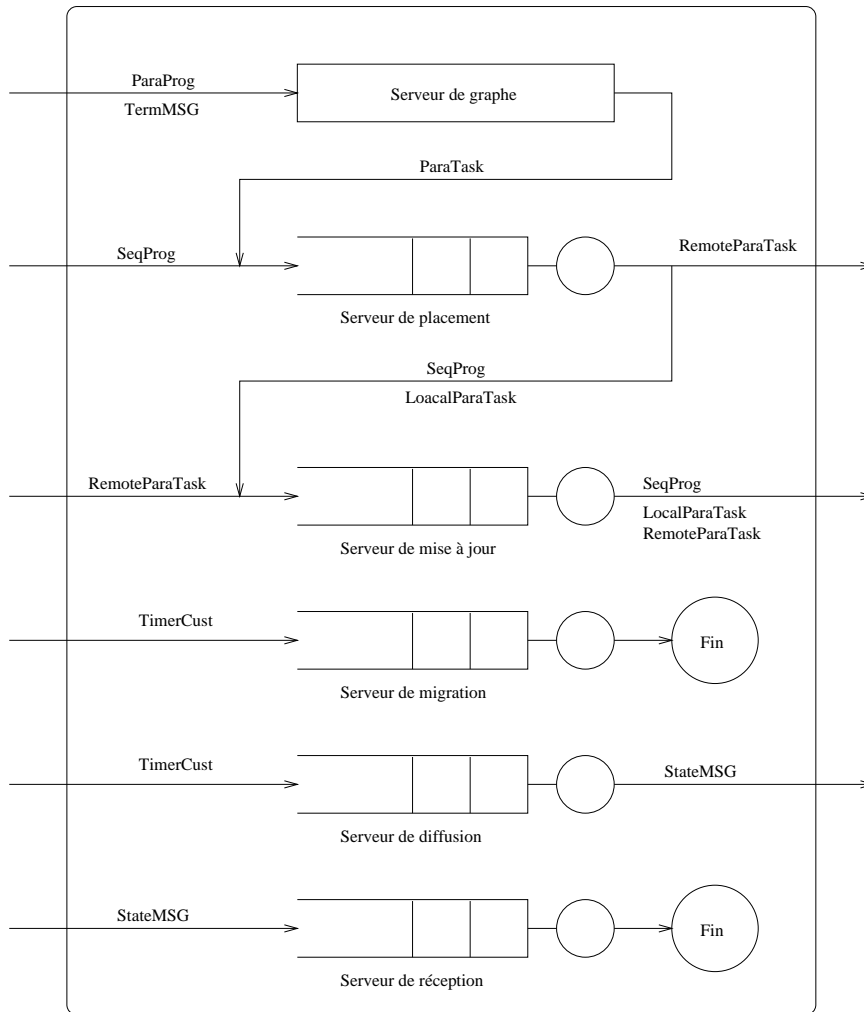 ParaProg
TermMSG
Serveur de graphe
ParaTask
SeqProg
RemoteParaTask
Serveur de placement
SeqProg
LoacalParaTask
RemoteParaTask
SeqProg
LocalParaTask
RemoteParaTask
Serveur de mise à jour
TimerCust
Fin
Serveur de migration
TimerCust
StateMSG
Serveur de diffusion
StateMSG
Fin
Serveur de réception